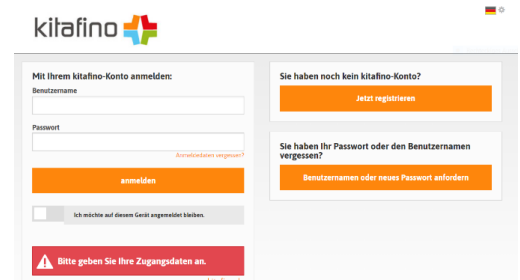 kitafino
Mit Ihrem kitafino-Konto anmelden:
Benutzername
Passwort
Anmeldedaten vergessen?
anmelden
Ich möchte auf diesem Gerät angemeldet bleiben.
Bitte geben Sie Ihre Zugangsdaten an.
Sie haben noch kein kitafino-Konto?
Jetzt registrieren
Sie haben Ihr Passwort oder den Benutzernamen
vergessen?
Benutzernamen oder neues Passwort anfordern